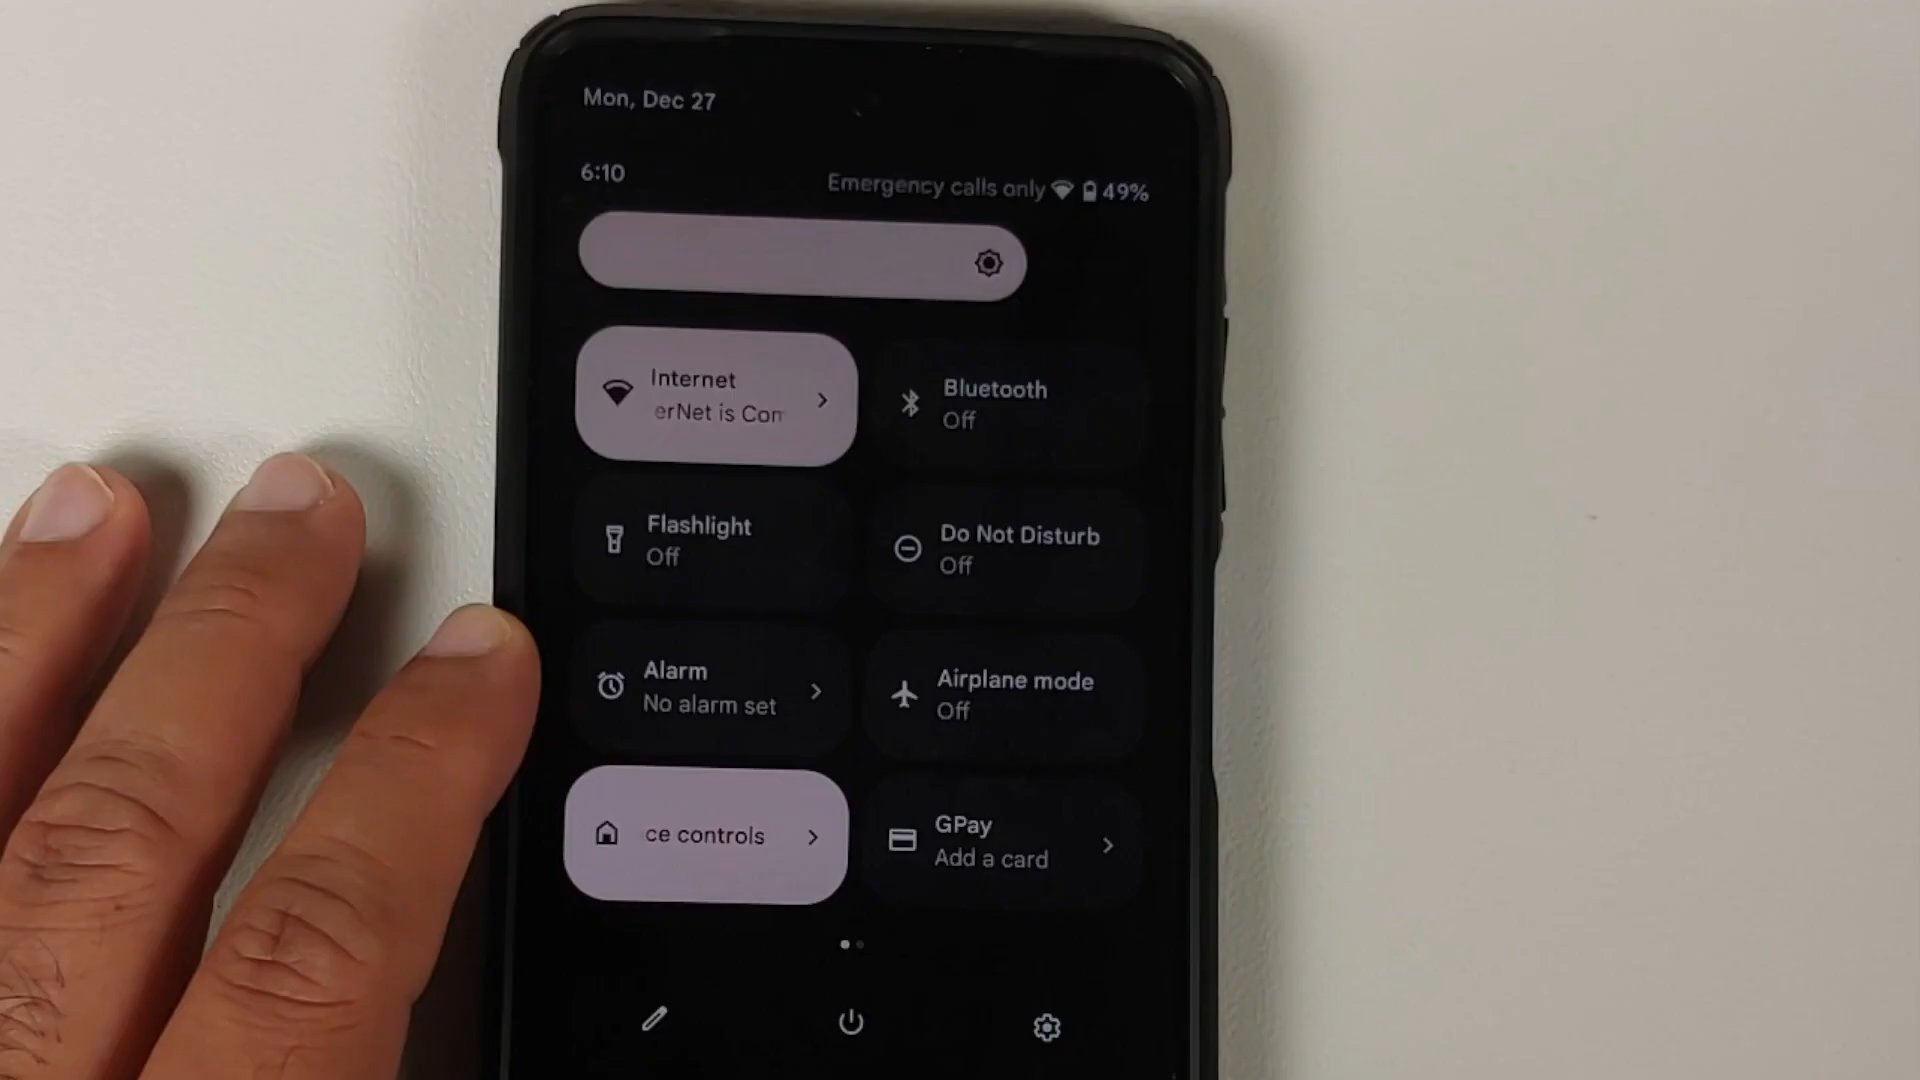 Mon, Dec 27
6:10
Emergency calls only 49%
Internet
erNet is Con
Bluetooth
Off
Flashlight
Off
Do Not Disturb
Off
Alarm
No alarm set
Airplane mode
Off
ce controls
GPay
Add a card